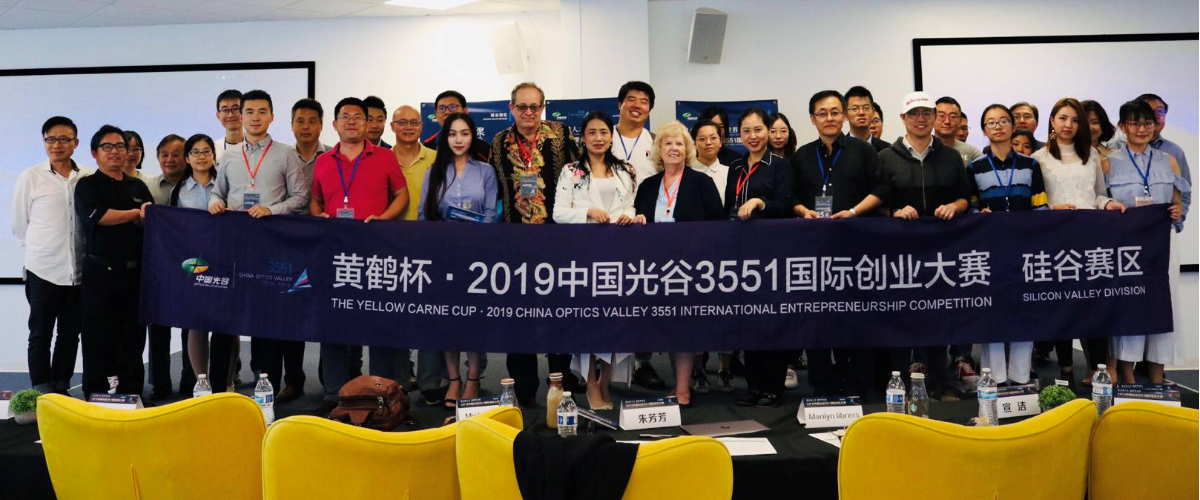 中国光谷
3551
CHINA OPTICS VALLEY
黄鹤杯·2019中国光谷3551国际创业大赛 硅谷赛区
THE YELLOW CARNE CUP · 2019 CHINA OPTICS VALLEY 3551 INTERNATIONAL ENTREPRENEURSHIP COMPETITION
SILICON VALLEY DIVISION
朱芳芳
Marilyn librers
宣洁